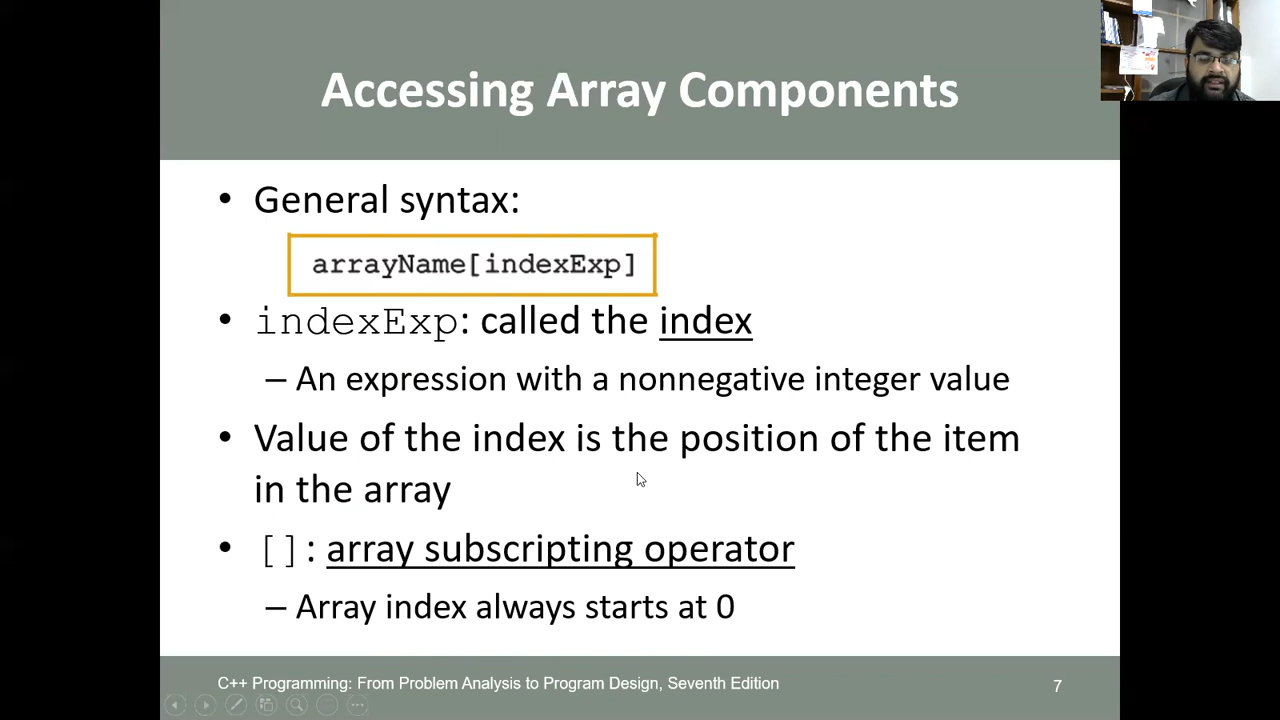 Accessing Array Components
• General syntax:
arrayName[indexExp]
• indexExp: called the index
– An expression with a nonnegative integer value
• Value of the index is the position of the item
in the array
• []: array subscripting operator
– Array index always starts at 0
C++ Programming: From Problem Analysis to Program Design, Seventh Edition
7